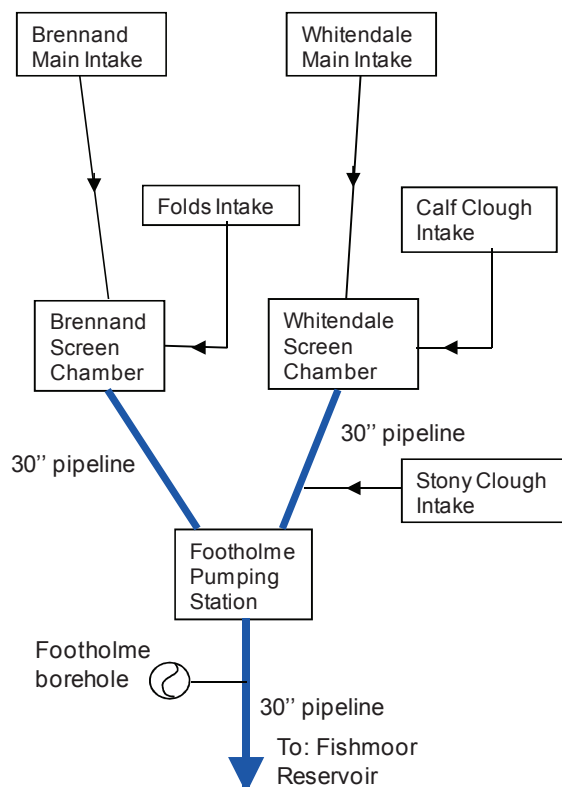 Brennand
Main Intake
Whitendale
Main Intake
Folds Intake
Calf Clough
Intake
Brennand
Screen
Chamber
Whitendale
Screen
Chamber
30'' pipeline
30'' pipeline
Stony Clough
Intake
Footholme
Pumping
Station
Footholme
borehole
30'' pipeline
To: Fishmoor
Reservoir